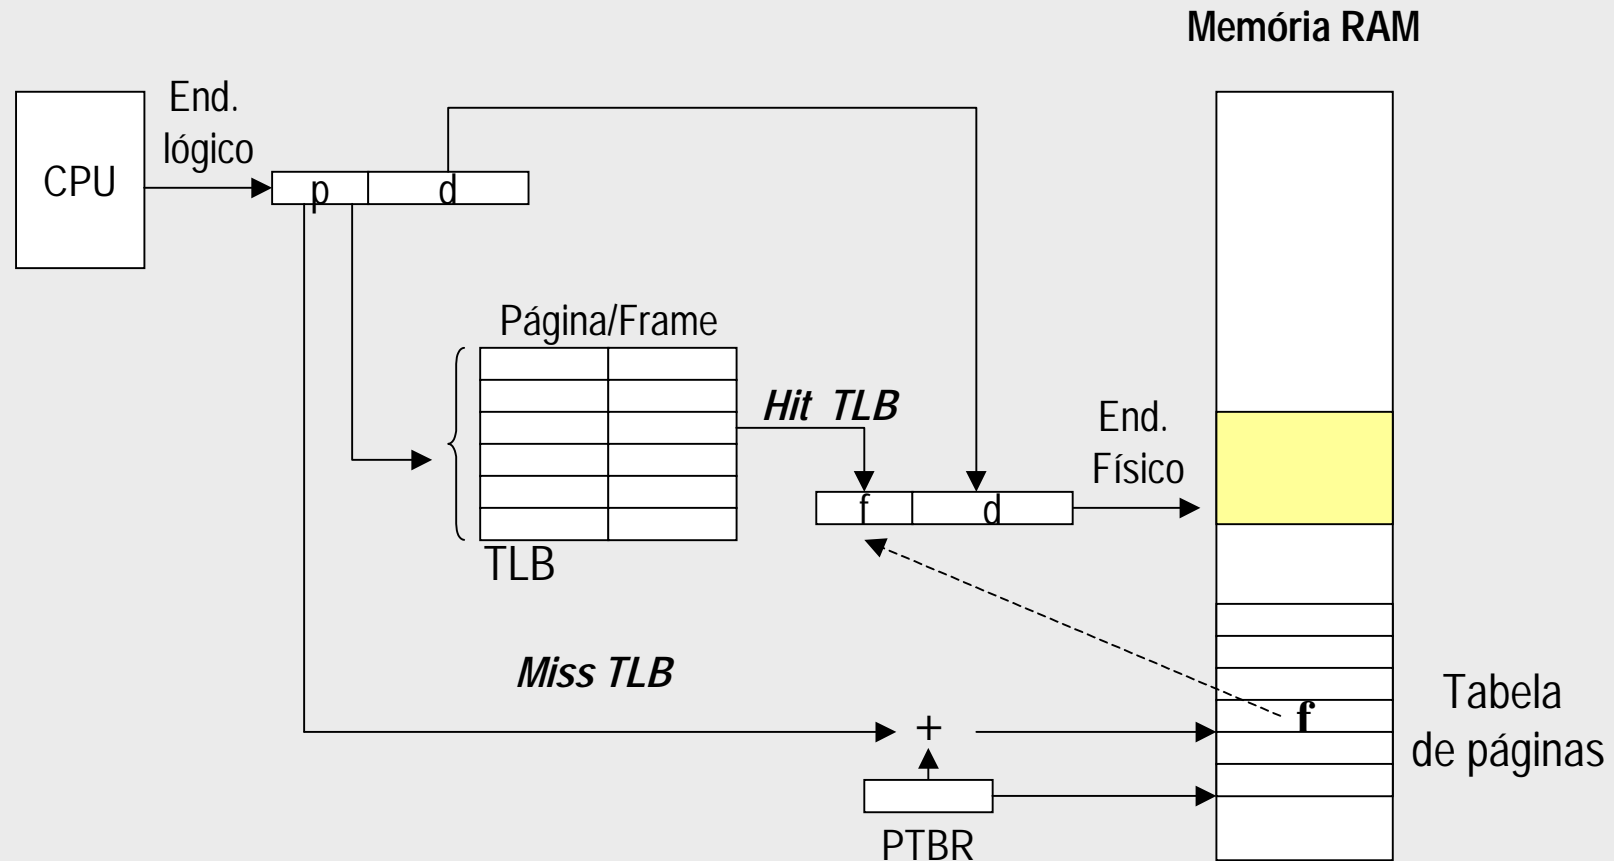 Memória RAM
End.
lógico
CPU
p
d
Página/Frame
Hit TLB
End.
Físico
f
d
TLB
Miss TLB
f
Tabela
de páginas
+
PTBR